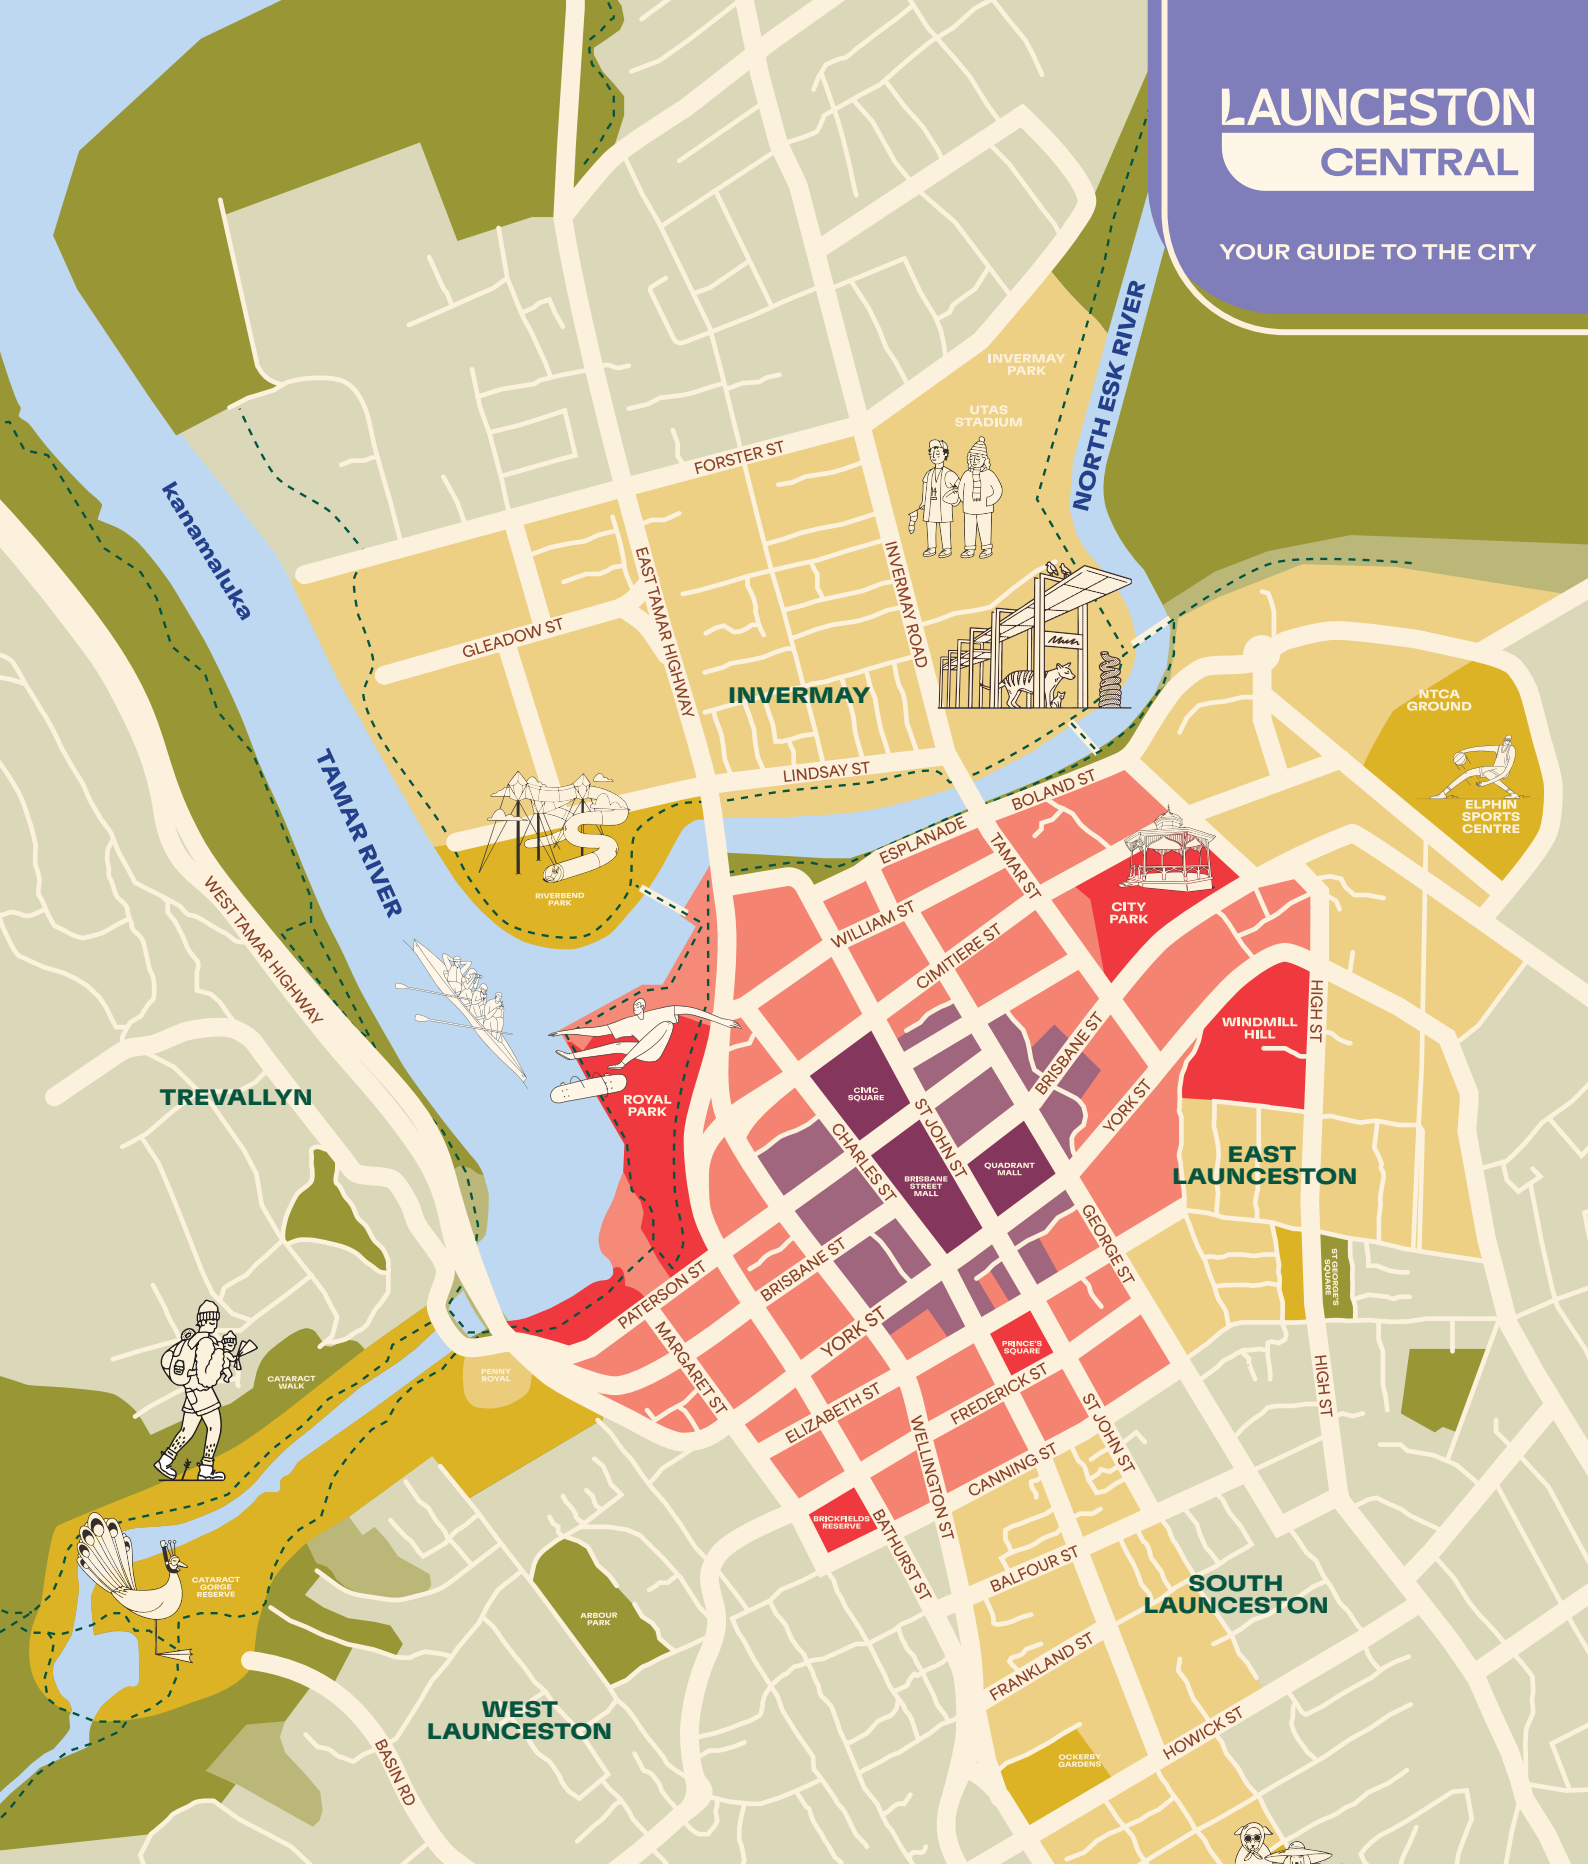 LAUNCESTON
CENTRAL
YOUR GUIDE TO THE CITY
NORTH ESK RIVER
INVERMAY
PARK
UTAS
STADIUM
FORSTER ST
kanamaluka
EAST TAMAR HIGHWAY
INVERMAY ROAD
GLEADOW ST
INVERMAY
Mum
NTCA
GROUND
TAMAR RIVER
LINDSAY ST
BOLAND ST
ELPHIN
SPORTS
CENTRE
ESPLANADE
TAMAR ST
WEST TAMAR HIGHWAY
RIVERBEND
PARK
CITY
PARK
WILLIAM ST
CIMITIERE ST
HIGH ST
WINDMILL
HILL
BRISBANE ST
TREVALLYN
ROYAL
PARK
CIVIC
SQUARE
YORK ST
ST JOHN ST
CHARLES ST
QUADRANT
MALL
BRISBANE
STREET
MALL
EAST
LAUNCESTON
GEORGE ST
BRISBANE ST
PATERSON ST
ST GEORGE'S
SQUARE
YORK ST
MARGARET ST
PRINCE'S
SQUARE
PENNY
ROYAL
CATARACT
WALK
HIGH ST
FREDERICK ST
ELIZABETH ST
ST JOHN ST
WELLINGTON ST
CANNING ST
BRICKFIELDS
RESERVE
BATHURST ST
CATARACT
GORGE
RESERVE
BALFOUR ST
SOUTH
LAUNCESTON
ARBOUR
PARK
FRANKLAND ST
WEST
LAUNCESTON
HOWICK ST
BASIN RD
OCKERBY
GARDENS